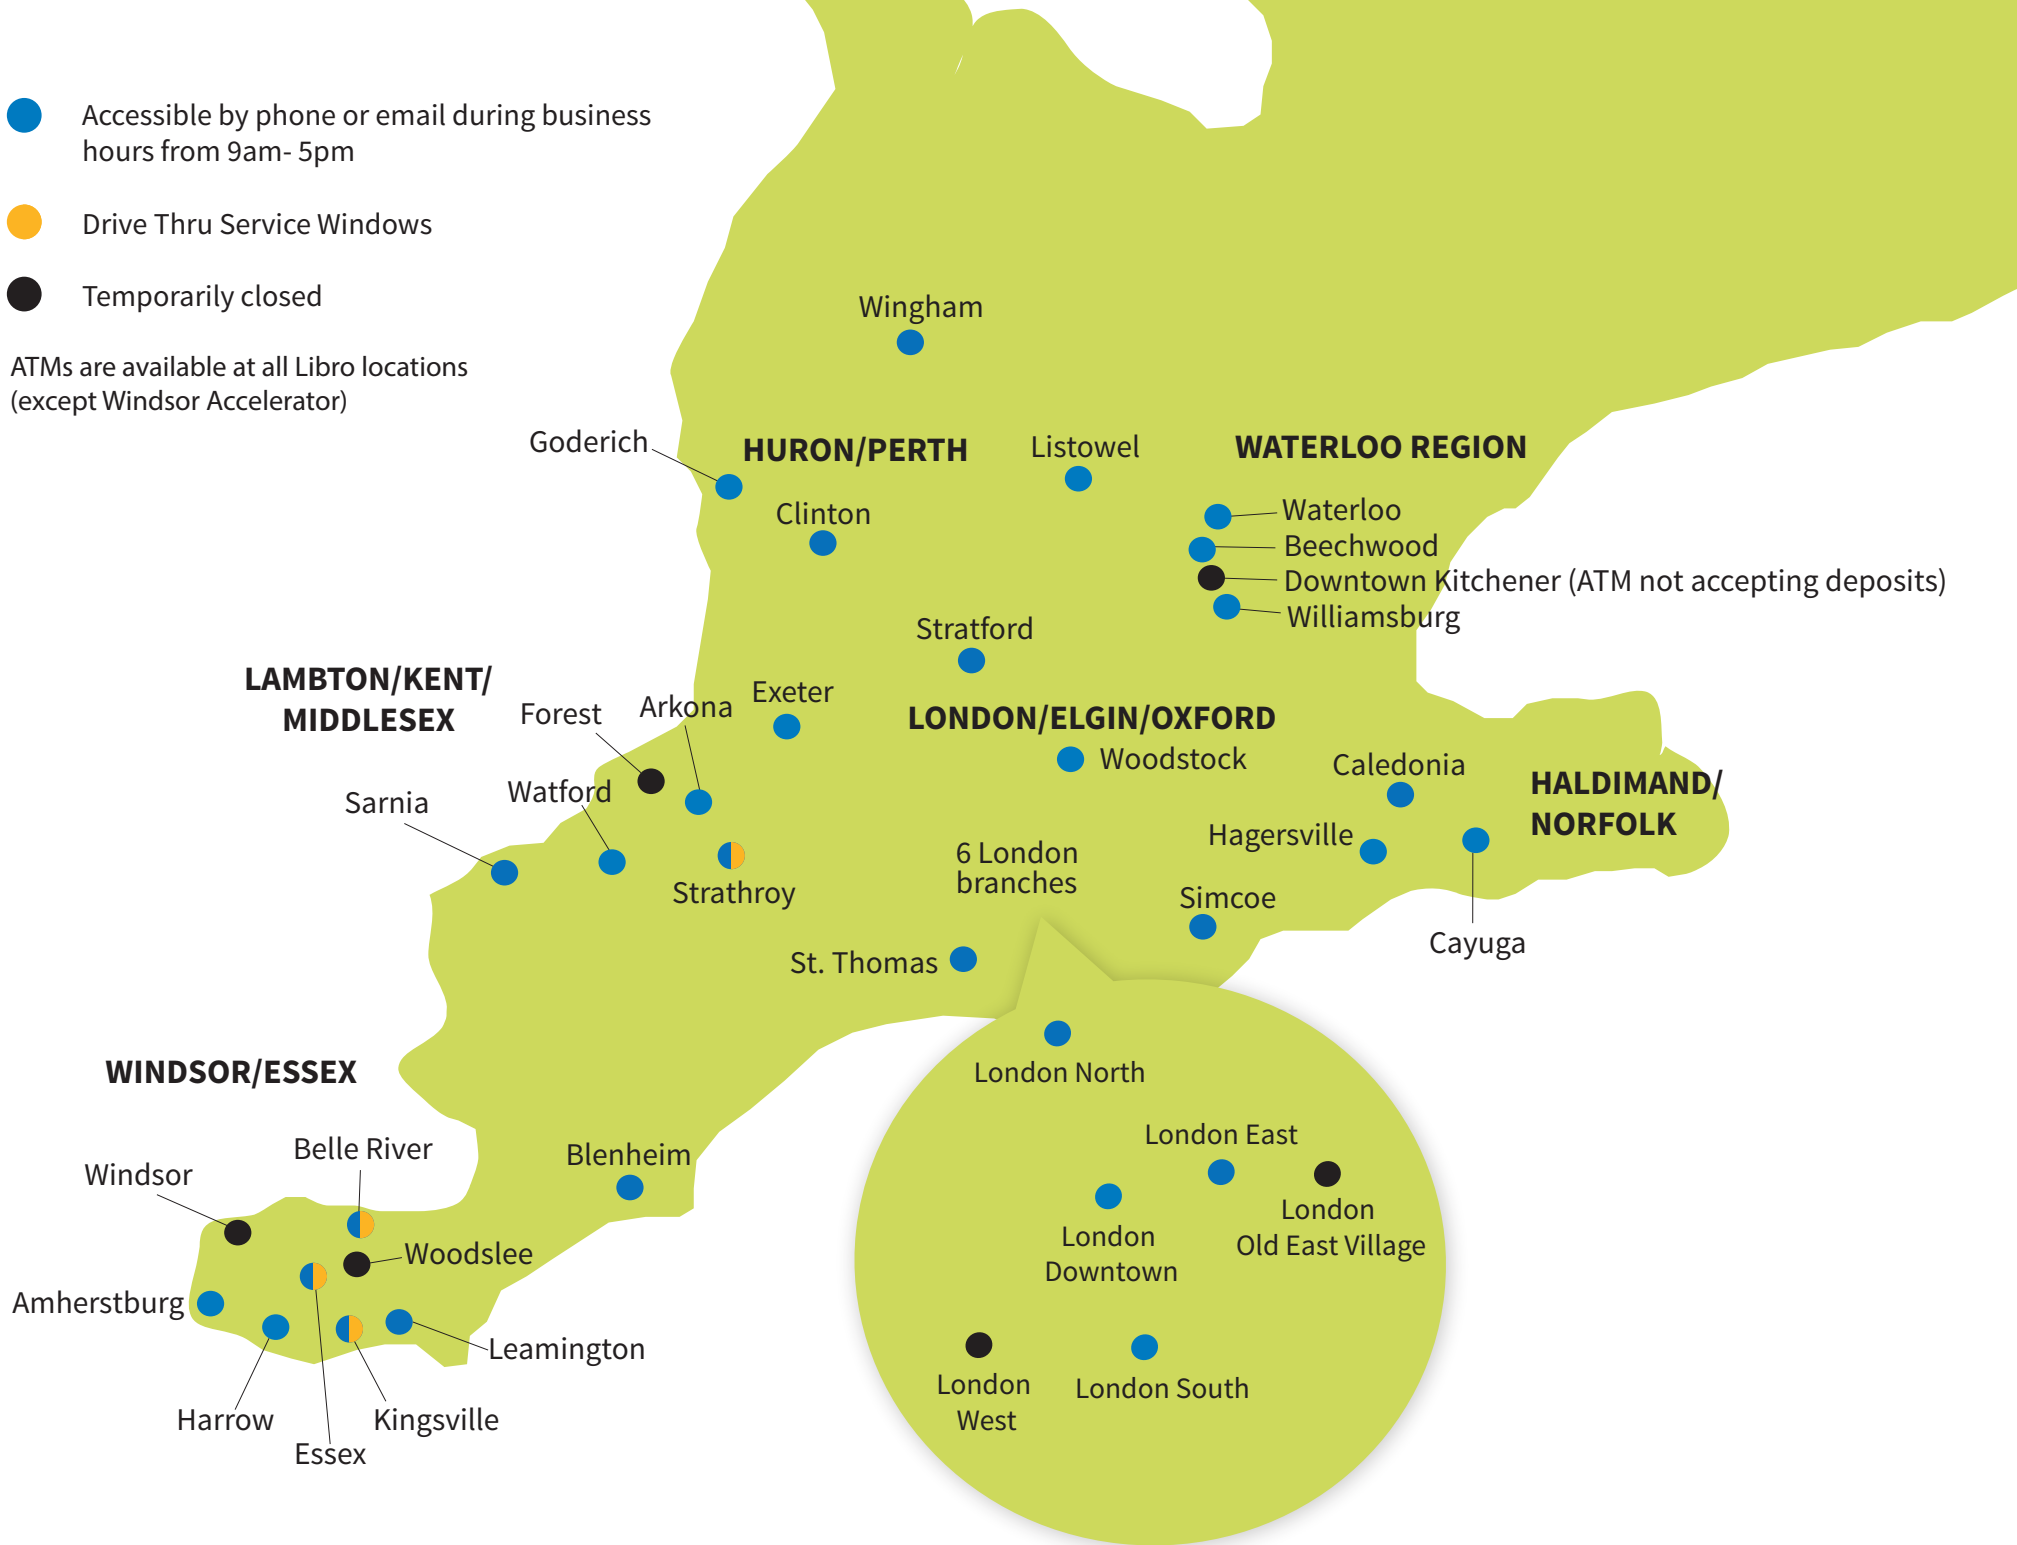 Accessible by phone or email during business
hours from 9am- 5pm
Drive Thru Service Windows
Temporarily closed
ATMs are available at all Libro locations
(except Windsor Accelerator)
Wingham
Goderich
HURON/PERTH
Listowel
WATERLOO REGION
Clinton
Waterloo
Beechwood
Downtown Kitchener (ATM not accepting deposits)
Williamsburg
Stratford
LAMBTON/KENT/
MIDDLESEX
Forest
Arkona
Exeter
LONDON/ELGIN/OXFORD
Woodstock
Caledonia
HALDIMAND/
NORFOLK
Sarnia
Watford
Strathroy
6 London
branches
Hagersville
Simcoe
Cayuga
St. Thomas
WINDSOR/ESSEX
London North
Belle River
Windsor
Blenheim
London East
London
Old East Village
London
Downtown
Woodslee
Amherstburg
Leamington
London
West
London South
Harrow
Kingsville
Essex